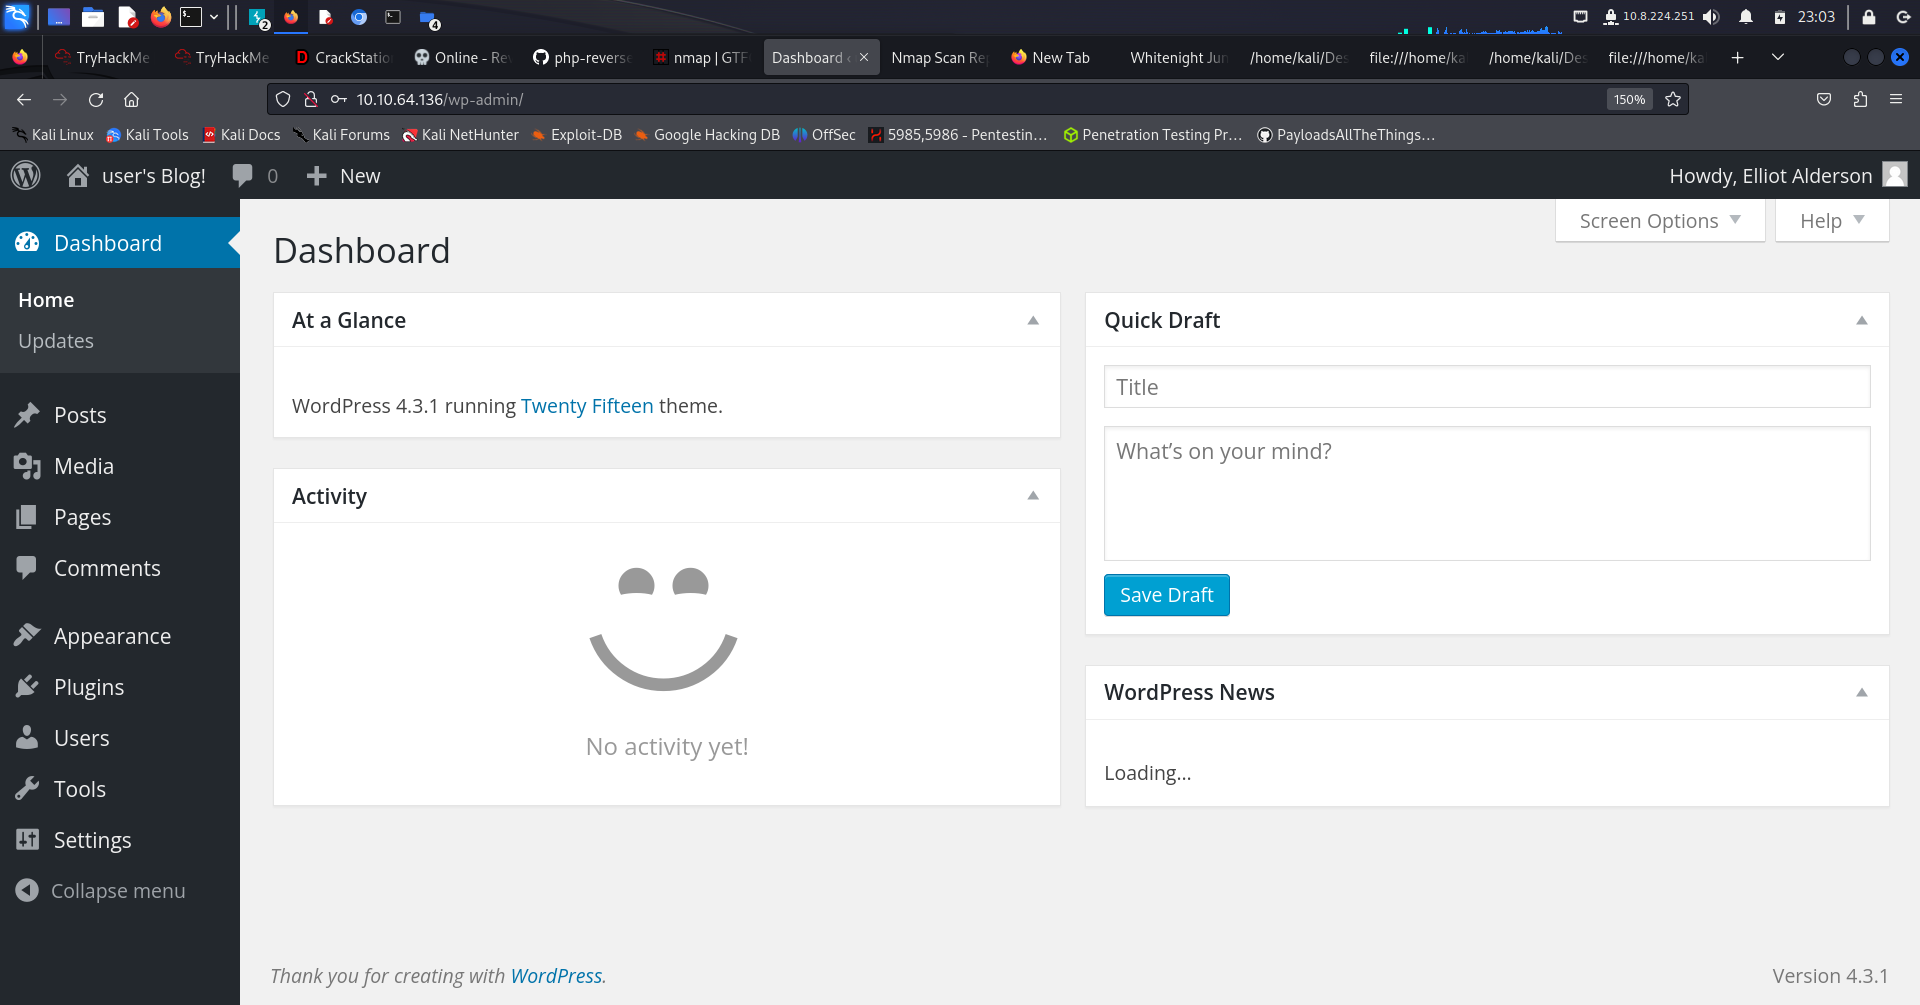 2
4
10.8.224.251
23:03
TryHackMe
TryHackMe
CrackStatio
Online - Rev
php-reverse
nmap | GTF
Dashboard
Nmap Scan Rep
New Tab
Whitenight Jun
/home/kali/Des
file:///home/ka
/home/kali/Des
file:///home/ka
10.10.64.136/wp-admin/
150%
Kali Linux
Kali Tools
Kali Docs
Kali Forums
Kali NetHunter
Exploit-DB
Google Hacking DB
OffSec
5985,5986 - Pentestin…
Penetration Testing Pr…
PayloadsAllTheThings…
user's Blog!
0
New
Howdy, Elliot Alderson
Screen Options
Help
Dashboard
Home
Updates
Posts
Media
Pages
Comments
Appearance
Plugins
Users
Tools
Settings
Collapse menu
Dashboard
At a Glance
WordPress 4.3.1 running Twenty Fifteen theme.
Activity
No activity yet!
Quick Draft
Title
What’s on your mind?
Save Draft
WordPress News
Loading…
Thank you for creating with WordPress.
Version 4.3.1